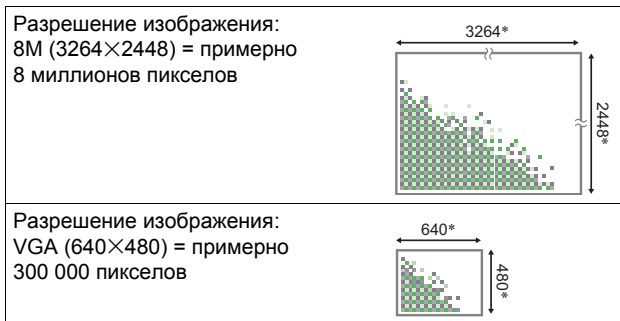 Разрешение изображения:
8M (3264×2448) = примерно
8 миллионов пикселов
3264*
2448*
Разрешение изображения:
VGA (640×480) = примерно
300 000 пикселов
640*
480*